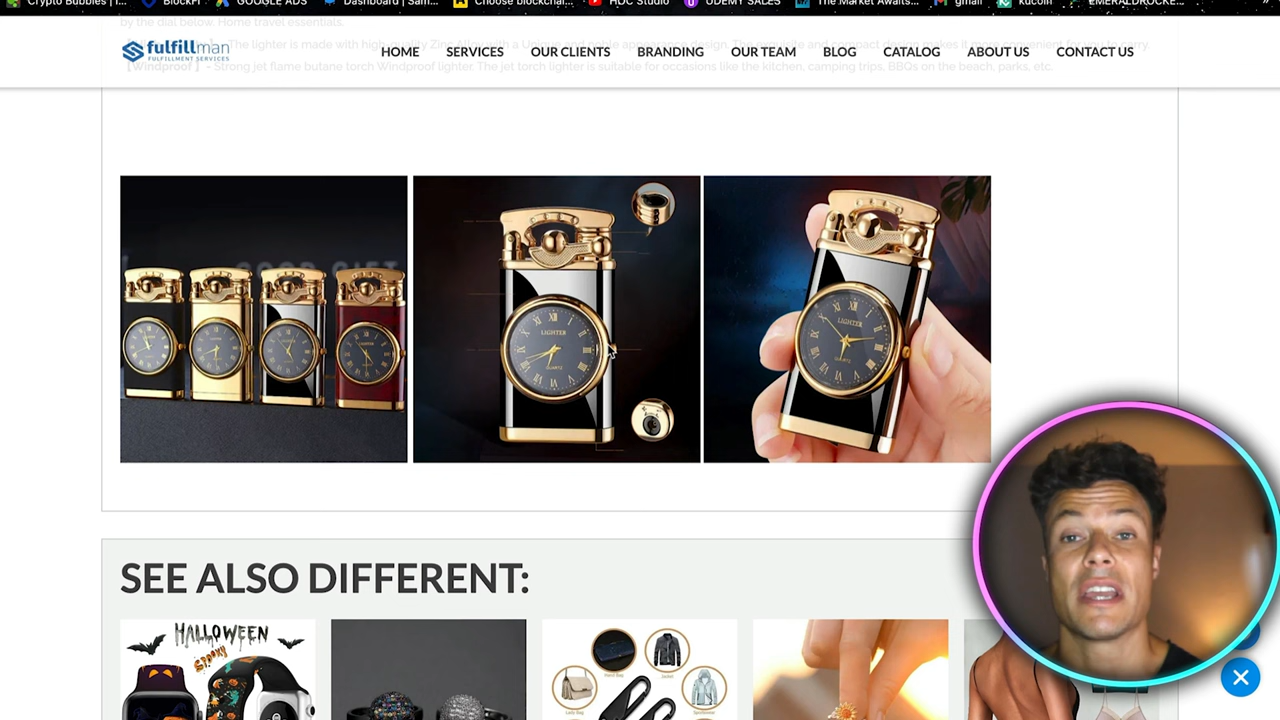 Crypto Bubbles | I...
BlockFi
GOOGLE ADS
Dashboard | Sam...
Choose blockchai...
HDC Studio
UDEMY SALES
The Market Awaits...
gmail
kucoin
EMERALDROCKE...
by the dial below. Home travel essentials.
fulfillman
FULFILLMENT SERVICES
HOME
SERVICES
OUR CLIENTS
BRANDING
OUR TEAM
BLOG
CATALOG
ABOUT US
CONTACT US
The lighter is made with high quality Zinc
【Windproof】 - Strong jet flame butane torch Windproof lighter. The jet torch lighter is suitable for occasions like the kitchen, camping trips, BBQs on the beach, parks, etc.
LIGHTER
QUARTZ
LIGHTER
SEE ALSO DIFFERENT:
HALLOWEEN
Spooky